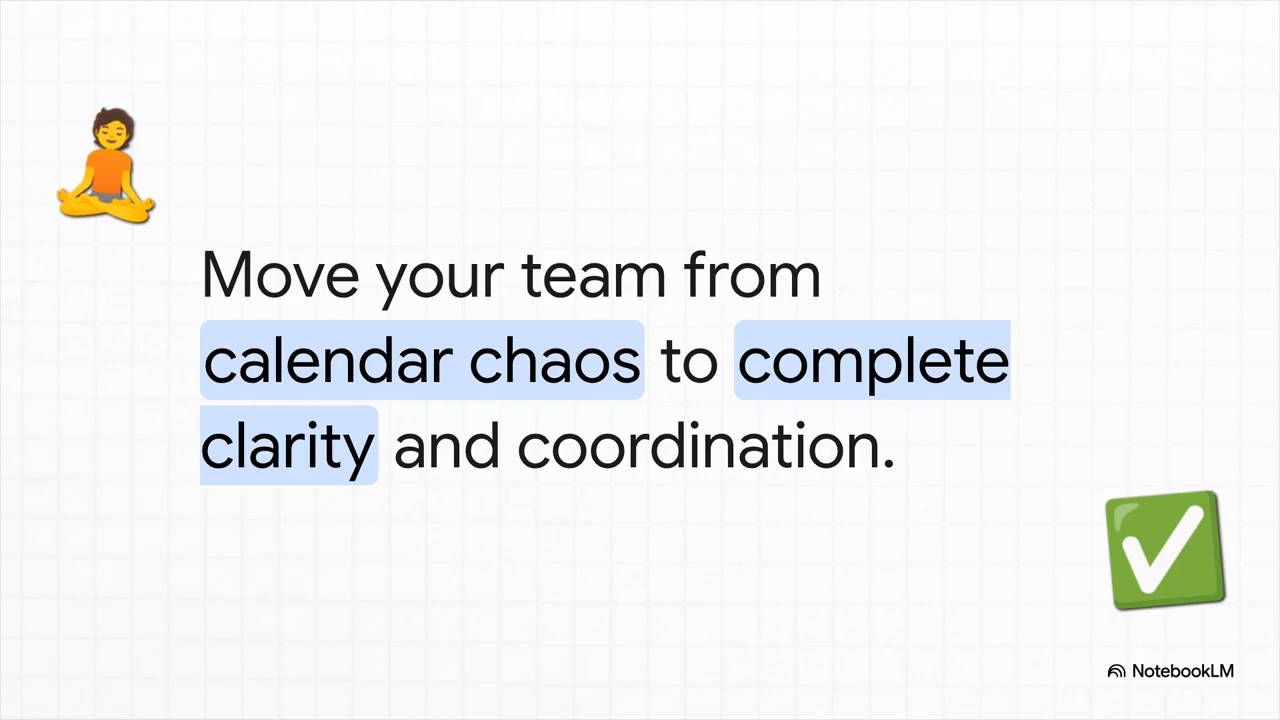 Move your team from
calendar chaos to complete
clarity and coordination.
NotebookLM